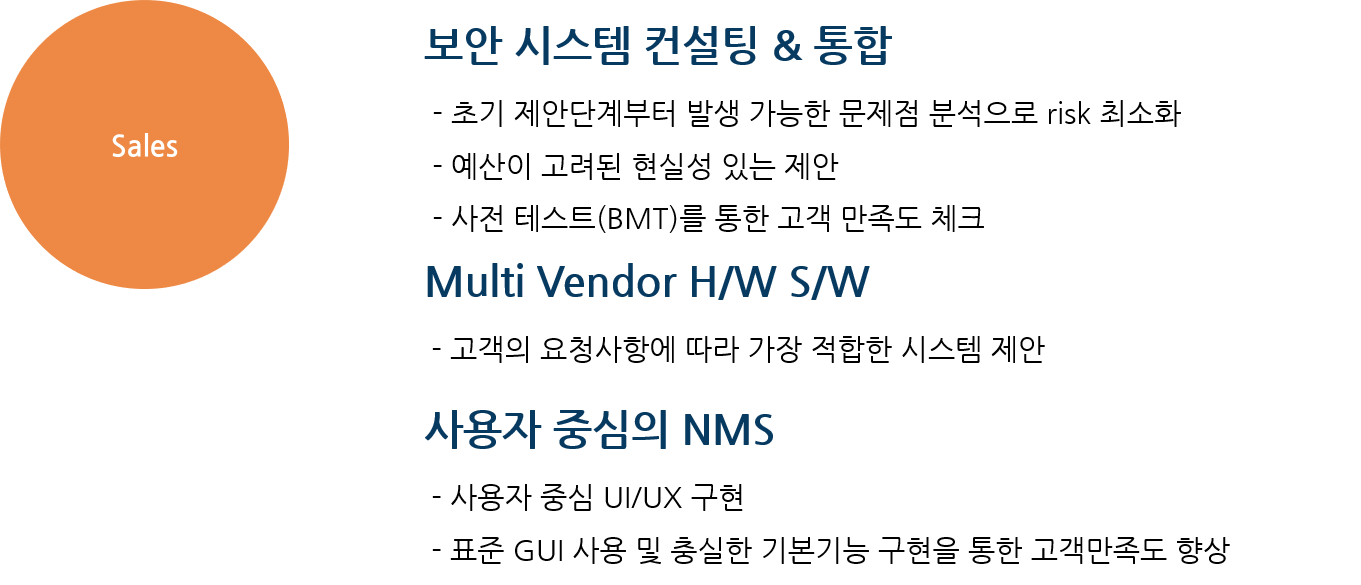 Sales
보안 시스템 컨설팅 & 통합
- 초기 제안단계부터 발생 가능한 문제점 분석으로 risk 최소화
- 예산이 고려된 현실성 있는 제안
- 사전 테스트(BMT)를 통한 고객 만족도 체크
Multi Vendor H/W S/W
- 고객의 요청사항에 따라 가장 적합한 시스템 제안
사용자 중심의 NMS
- 사용자 중심 UI/UX 구현
- 표준 GUI 사용 및 충실한 기본기능 구현을 통한 고객만족도 향상